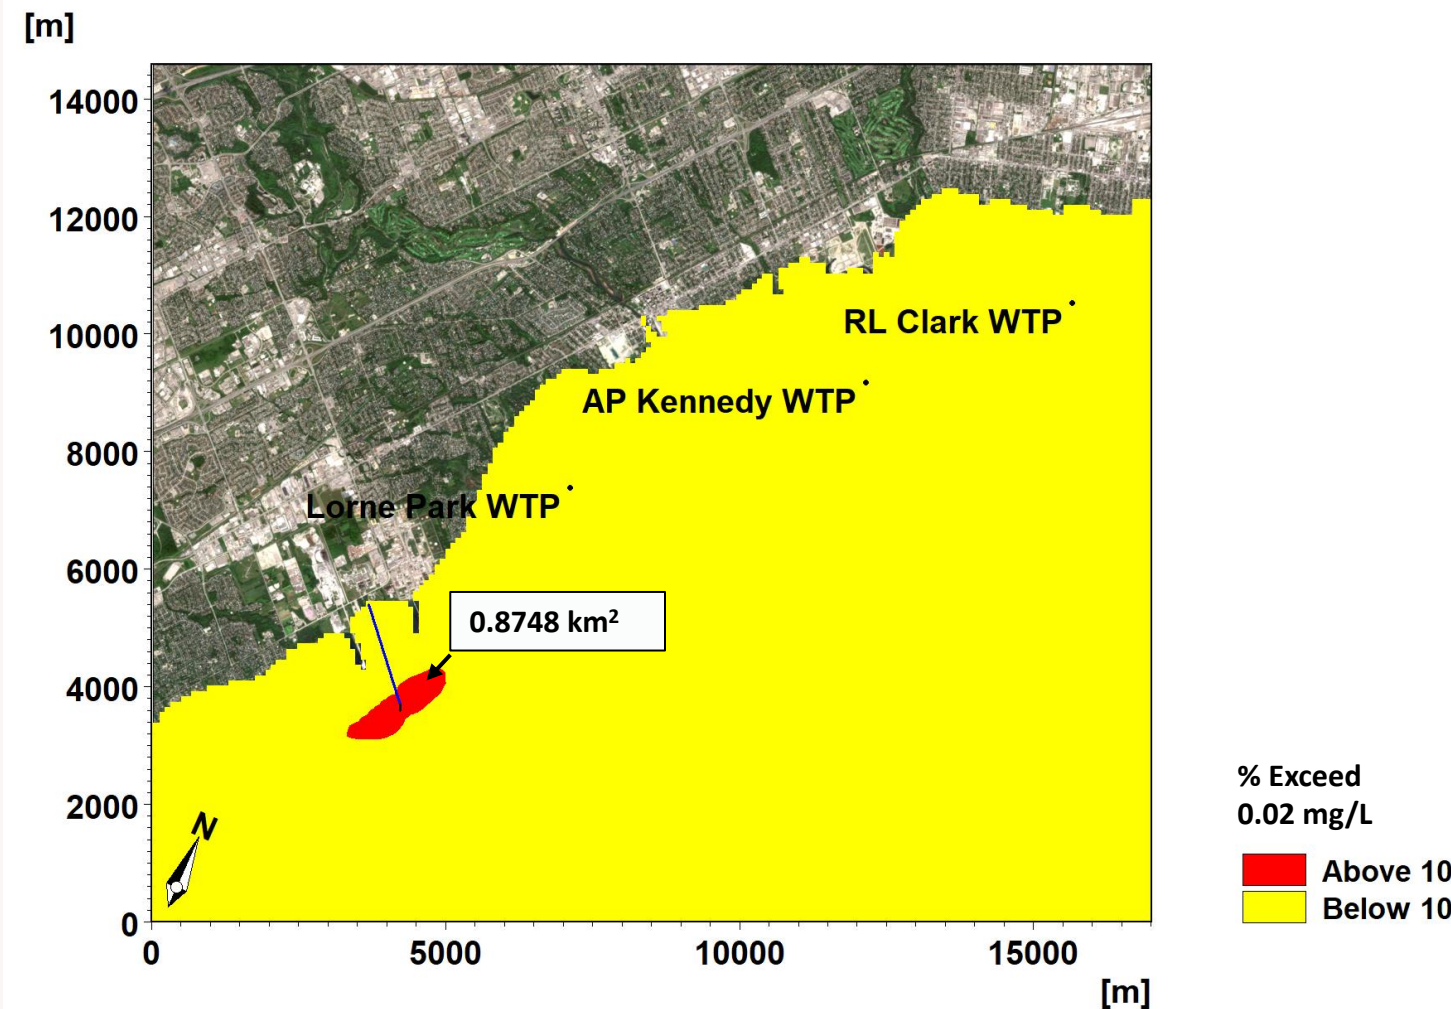 [m]
14000
12000
10000
8000
6000
4000
2000
0
RL Clark WTP
AP Kennedy WTP
Lorne Park WTP
0.8748 km²
N
0 5000 10000 15000
[m]
% Exceed
0.02 mg/L
Above 10
Below 10